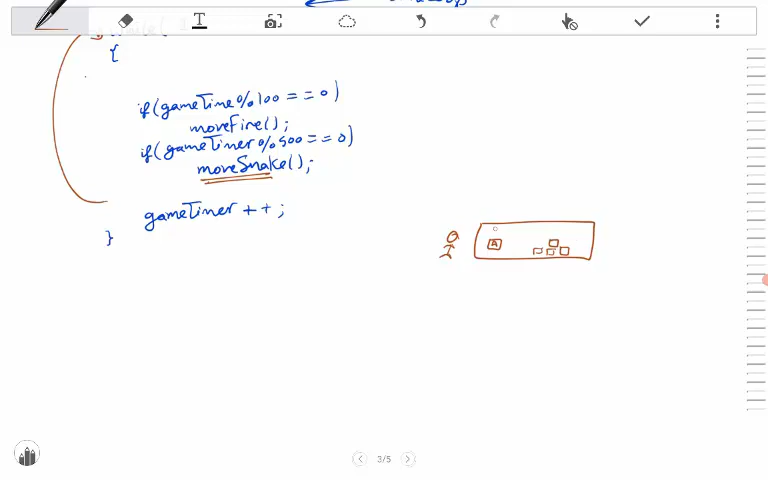 T
{
if(gameTime%100==0)
moveFire();
if(gameTimer%500==0)
moveSnake();
gameTimer++;
}
A
3/5